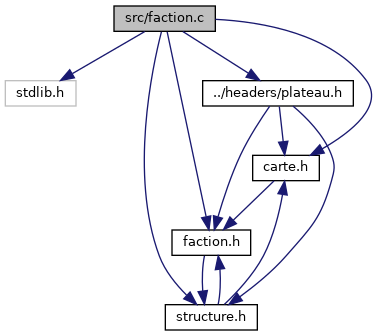 src/faction.c
stdlib.h
../headers/plateau.h
carte.h
faction.h
structure.h